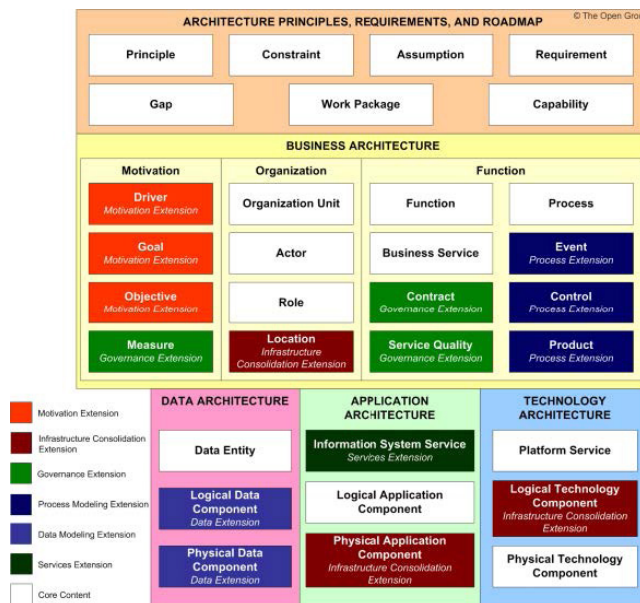 ARCHITECTURE PRINCIPLES, REQUIREMENTS, AND ROADMAP
© The Open Grou
Principle
Constraint
Assumption
Requirement
Gap
Work Package
Capability
BUSINESS ARCHITECTURE
Motivation
Organization
Function
Driver
Motivation Extension
Organization Unit
Function
Process
Goal
Motivation Extension
Actor
Business Service
Event
Process Extension
Objective
Motivation Extension
Role
Contract
Governance Extension
Control
Process Extension
Measure
Governance Extension
Location
Infrastructure
Consolidation Extension
Service Quality
Governance Extension
Product
Process Extension
Motivation Extension
Infrastructure Consolidation
Extension
Governance Extension
Process Modeling Extension
Data Modeling Extension
Services Extension
Core Content
DATA ARCHITECTURE
Data Entity
Logical Data
Component
Data Extension
Physical Data
Component
Data Extension
APPLICATION
ARCHITECTURE
Information System Service
Services Extension
Logical Application
Component
Physical Application
Component
Infrastructure Consolidation
Extension
TECHNOLOGY
ARCHITECTURE
Platform Service
Logical Technology
Component
Infrastructure Consolidation
Extension
Physical Technology
Component